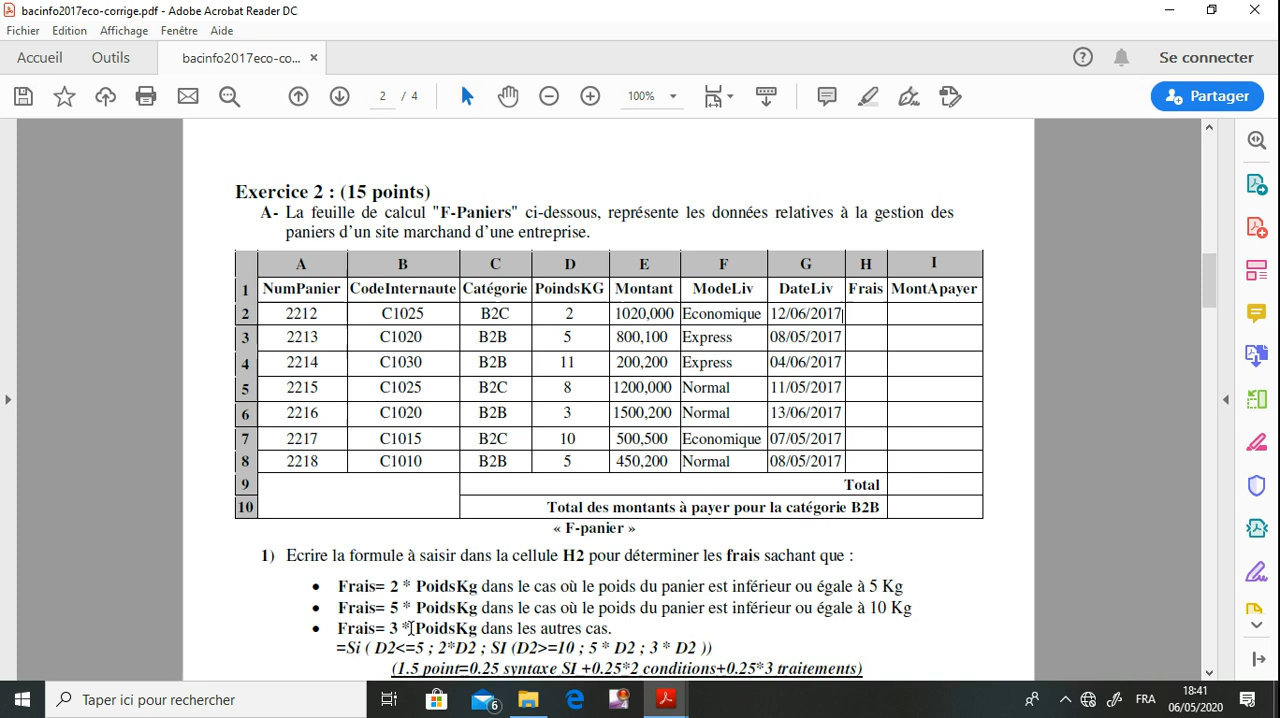 bacinfo2017eco-corrige.pdf - Adobe Acrobat Reader DC
Fichier Edition Affichage Fenêtre Aide
Accueil Outils bacinfo2017eco-co... × Se connecter
2 / 4 100% Partager
Exercice 2 : (15 points)
A- La feuille de calcul "F-Paniers" ci-dessous, représente les données relatives à la gestion des
paniers d'un site marchand d'une entreprise.
A B C D E F G H I
1 NumPanier CodeInternaute Catégorie PoindsKG Montant ModeLiv DateLiv Frais MontApayer
2 2212 C1025 B2C 2 1020,000 Economique 12/06/2017
3 2213 C1020 B2B 5 800,100 Express 08/05/2017
4 2214 C1030 B2B 11 200,200 Express 04/06/2017
5 2215 C1025 B2C 8 1200,000 Normal 11/05/2017
6 2216 C1020 B2B 3 1500,200 Normal 13/06/2017
7 2217 C1015 B2C 10 500,500 Economique 07/05/2017
8 2218 C1010 B2B 5 450,200 Normal 08/05/2017
9 Total
10 Total des montants à payer pour la catégorie B2B
« F-panier »
1) Ecrire la formule à saisir dans la cellule H2 pour déterminer les frais sachant que :
• Frais= 2 * PoidsKg dans le cas où le poids du panier est inférieur ou égale à 5 Kg
• Frais= 5 * PoidsKg dans le cas où le poids du panier est inférieur ou égale à 10 Kg
• Frais= 3 * PoidsKg dans les autres cas.
=Si ( D2<=5 ; 2*D2 ; SI (D2>=10 ; 5 * D2 ; 3 * D2 ))
(1.5 point=0.25 syntaxe SI +0.25*2 conditions+0.25*3 traitements)
Taper ici pour rechercher 6 4 FRA 18:41
06/05/2020